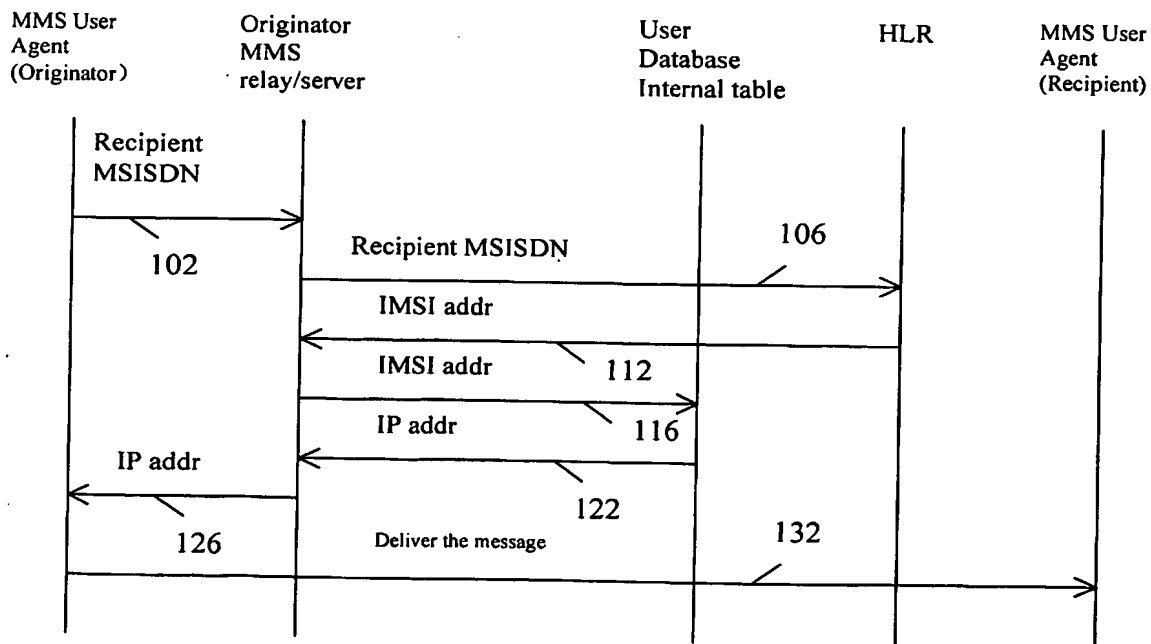 MMS User
Agent
(Originator)
Originator
MMS
relay/server
User
Database
Internal table
HLR
MMS User
Agent
(Recipient)
Recipient
MSISDN
102
Recipient MSISDN
106
IMSI addr
112
IMSI addr
116
IP addr
122
IP addr
126
Deliver the message
132